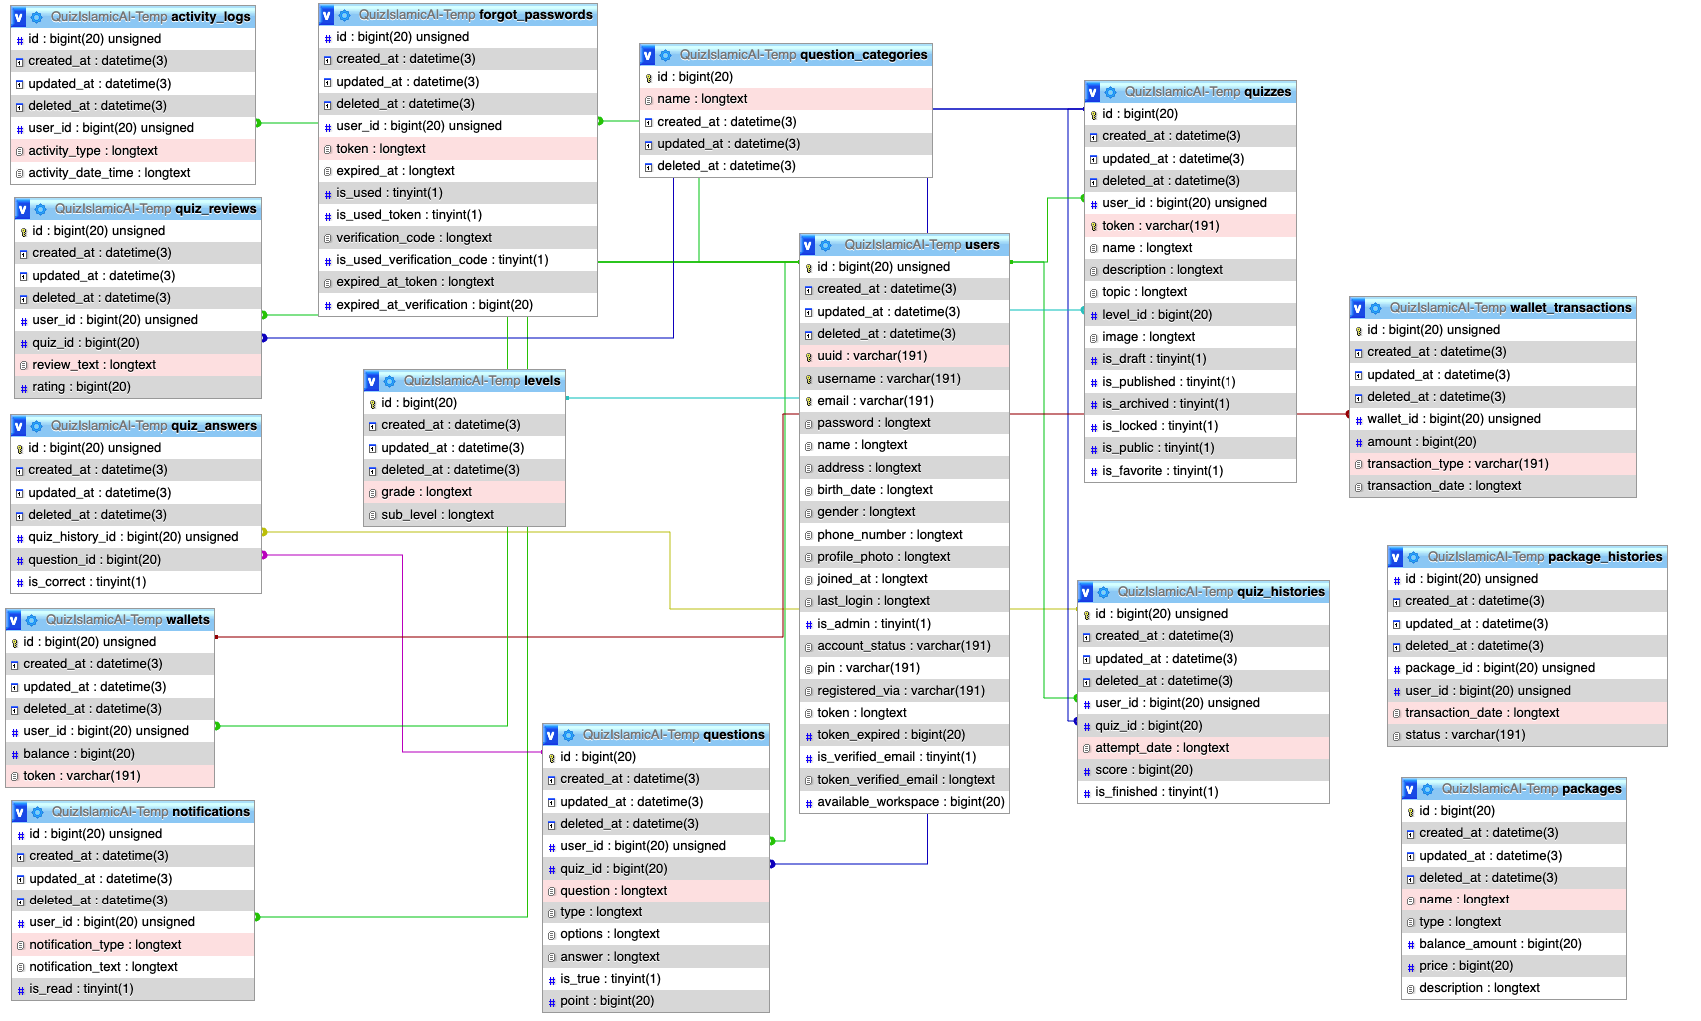 QuizIslamicAI-Temp activity_logs
id : bigint(20) unsigned
created_at : datetime(3)
updated_at : datetime(3)
deleted_at : datetime(3)
user_id : bigint(20) unsigned
activity_type : longtext
activity_date_time : longtext
QuizIslamicAI-Temp forgot_passwords
id : bigint(20) unsigned
created_at : datetime(3)
updated_at : datetime(3)
deleted_at : datetime(3)
user_id : bigint(20) unsigned
token : longtext
expired_at : longtext
is_used : tinyint(1)
is_used_token : tinyint(1)
verification_code : longtext
is_used_verification_code : tinyint(1)
expired_at_token : longtext
expired_at_verification : bigint(20)
QuizIslamicAI-Temp question_categories
id : bigint(20)
name : longtext
created_at : datetime(3)
updated_at : datetime(3)
deleted_at : datetime(3)
QuizIslamicAI-Temp quizzes
id : bigint(20)
created_at : datetime(3)
updated_at : datetime(3)
deleted_at : datetime(3)
user_id : bigint(20) unsigned
token : varchar(191)
name : longtext
description : longtext
topic : longtext
level_id : bigint(20)
image : longtext
is_draft : tinyint(1)
is_published : tinyint(1)
is_archived : tinyint(1)
is_locked : tinyint(1)
is_public : tinyint(1)
is_favorite : tinyint(1)
QuizIslamicAI-Temp quiz_reviews
id : bigint(20) unsigned
created_at : datetime(3)
updated_at : datetime(3)
deleted_at : datetime(3)
user_id : bigint(20) unsigned
quiz_id : bigint(20)
review_text : longtext
rating : bigint(20)
QuizIslamicAI-Temp users
id : bigint(20) unsigned
created_at : datetime(3)
updated_at : datetime(3)
deleted_at : datetime(3)
uuid : varchar(191)
username : varchar(191)
email : varchar(191)
password : longtext
name : longtext
address : longtext
birth_date : longtext
gender : longtext
phone_number : longtext
profile_photo : longtext
joined_at : longtext
last_login : longtext
is_admin : tinyint(1)
account_status : varchar(191)
pin : varchar(191)
registered_via : varchar(191)
token : longtext
token_expired : bigint(20)
is_verified_email : tinyint(1)
token_verified_email : longtext
available_workspace : bigint(20)
QuizIslamicAI-Temp wallet_transactions
id : bigint(20) unsigned
created_at : datetime(3)
updated_at : datetime(3)
deleted_at : datetime(3)
wallet_id : bigint(20) unsigned
amount : bigint(20)
transaction_type : varchar(191)
transaction_date : longtext
QuizIslamicAI-Temp levels
id : bigint(20)
created_at : datetime(3)
updated_at : datetime(3)
deleted_at : datetime(3)
grade : longtext
sub_level : longtext
QuizIslamicAI-Temp quiz_answers
id : bigint(20) unsigned
created_at : datetime(3)
updated_at : datetime(3)
deleted_at : datetime(3)
quiz_history_id : bigint(20) unsigned
question_id : bigint(20)
is_correct : tinyint(1)
QuizIslamicAI-Temp package_histories
id : bigint(20) unsigned
created_at : datetime(3)
updated_at : datetime(3)
deleted_at : datetime(3)
package_id : bigint(20) unsigned
user_id : bigint(20) unsigned
transaction_date : longtext
status : varchar(191)
QuizIslamicAI-Temp quiz_histories
id : bigint(20) unsigned
created_at : datetime(3)
updated_at : datetime(3)
deleted_at : datetime(3)
user_id : bigint(20) unsigned
quiz_id : bigint(20)
attempt_date : longtext
score : bigint(20)
is_finished : tinyint(1)
QuizIslamicAI-Temp wallets
id : bigint(20) unsigned
created_at : datetime(3)
updated_at : datetime(3)
deleted_at : datetime(3)
user_id : bigint(20) unsigned
balance : bigint(20)
token : varchar(191)
QuizIslamicAI-Temp questions
id : bigint(20)
created_at : datetime(3)
updated_at : datetime(3)
deleted_at : datetime(3)
user_id : bigint(20) unsigned
quiz_id : bigint(20)
question : longtext
type : longtext
options : longtext
answer : longtext
is_true : tinyint(1)
point : bigint(20)
QuizIslamicAI-Temp packages
id : bigint(20)
created_at : datetime(3)
updated_at : datetime(3)
deleted_at : datetime(3)
name : longtext
type : longtext
balance_amount : bigint(20)
price : bigint(20)
description : longtext
QuizIslamicAI-Temp notifications
id : bigint(20) unsigned
created_at : datetime(3)
updated_at : datetime(3)
deleted_at : datetime(3)
user_id : bigint(20) unsigned
notification_type : longtext
notification_text : longtext
is_read : tinyint(1)